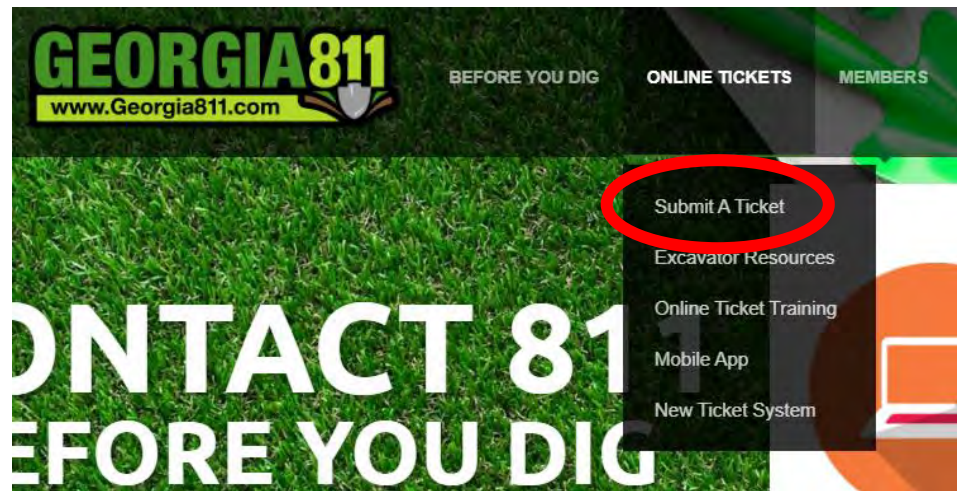 GEORGIA811
www.Georgia811.com
BEFORE YOU DIG
ONLINE TICKETS
MEMBERS
Submit A Ticket
Excavator Resources
Online Ticket Training
Mobile App
New Ticket System
ONTACT 811
EFORE YOU DIG